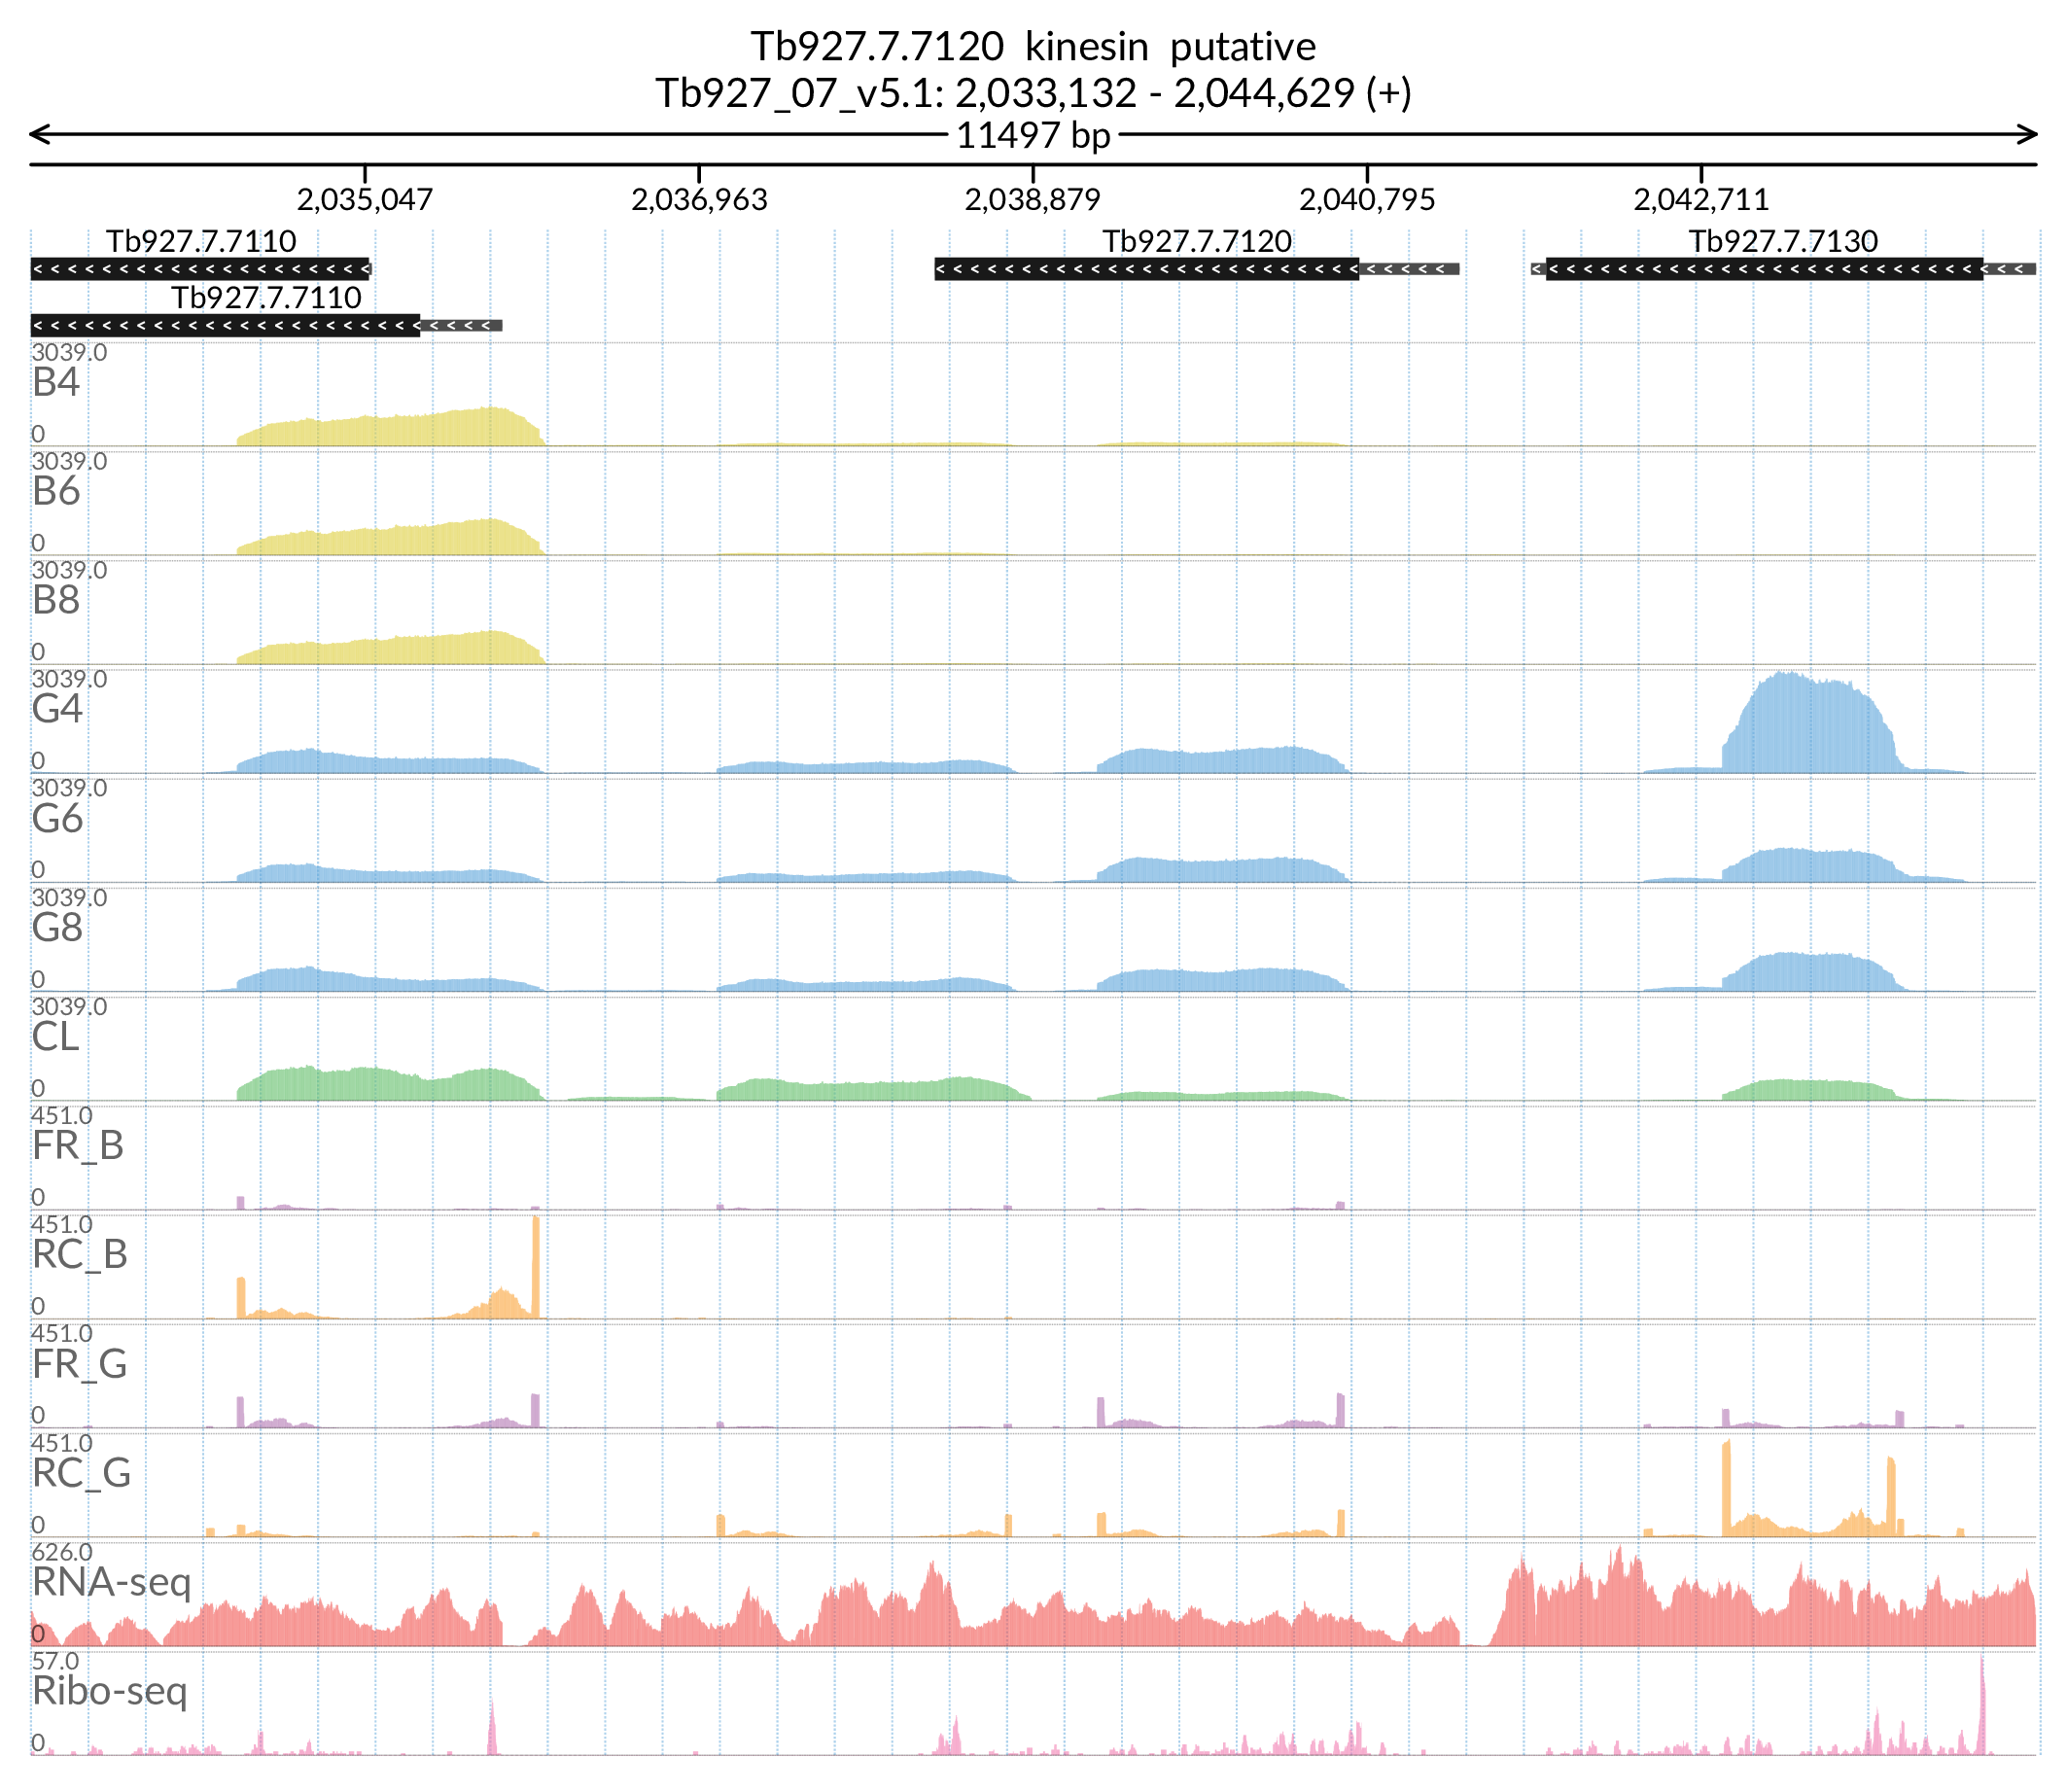 Tb927.7.7120 kinesin putative
Tb927_07_v5.1: 2,033,132 - 2,044,629 (+)
11497 bp
2,035,047 2,036,963 2,038,879 2,040,795 2,042,711
Tb927.7.7110 Tb927.7.7120 Tb927.7.7130
Tb927.7.7110
3039.0
B4
0
3039.0
B6
0
3039.0
B8
0
3039.0
G4
0
3039.0
G6
0
3039.0
G8
0
3039.0
CL
0
451.0
FR_B
0
451.0
RC_B
0
451.0
FR_G
0
451.0
RC_G
0
626.0
RNA-seq
0
57.0
Ribo-seq
0